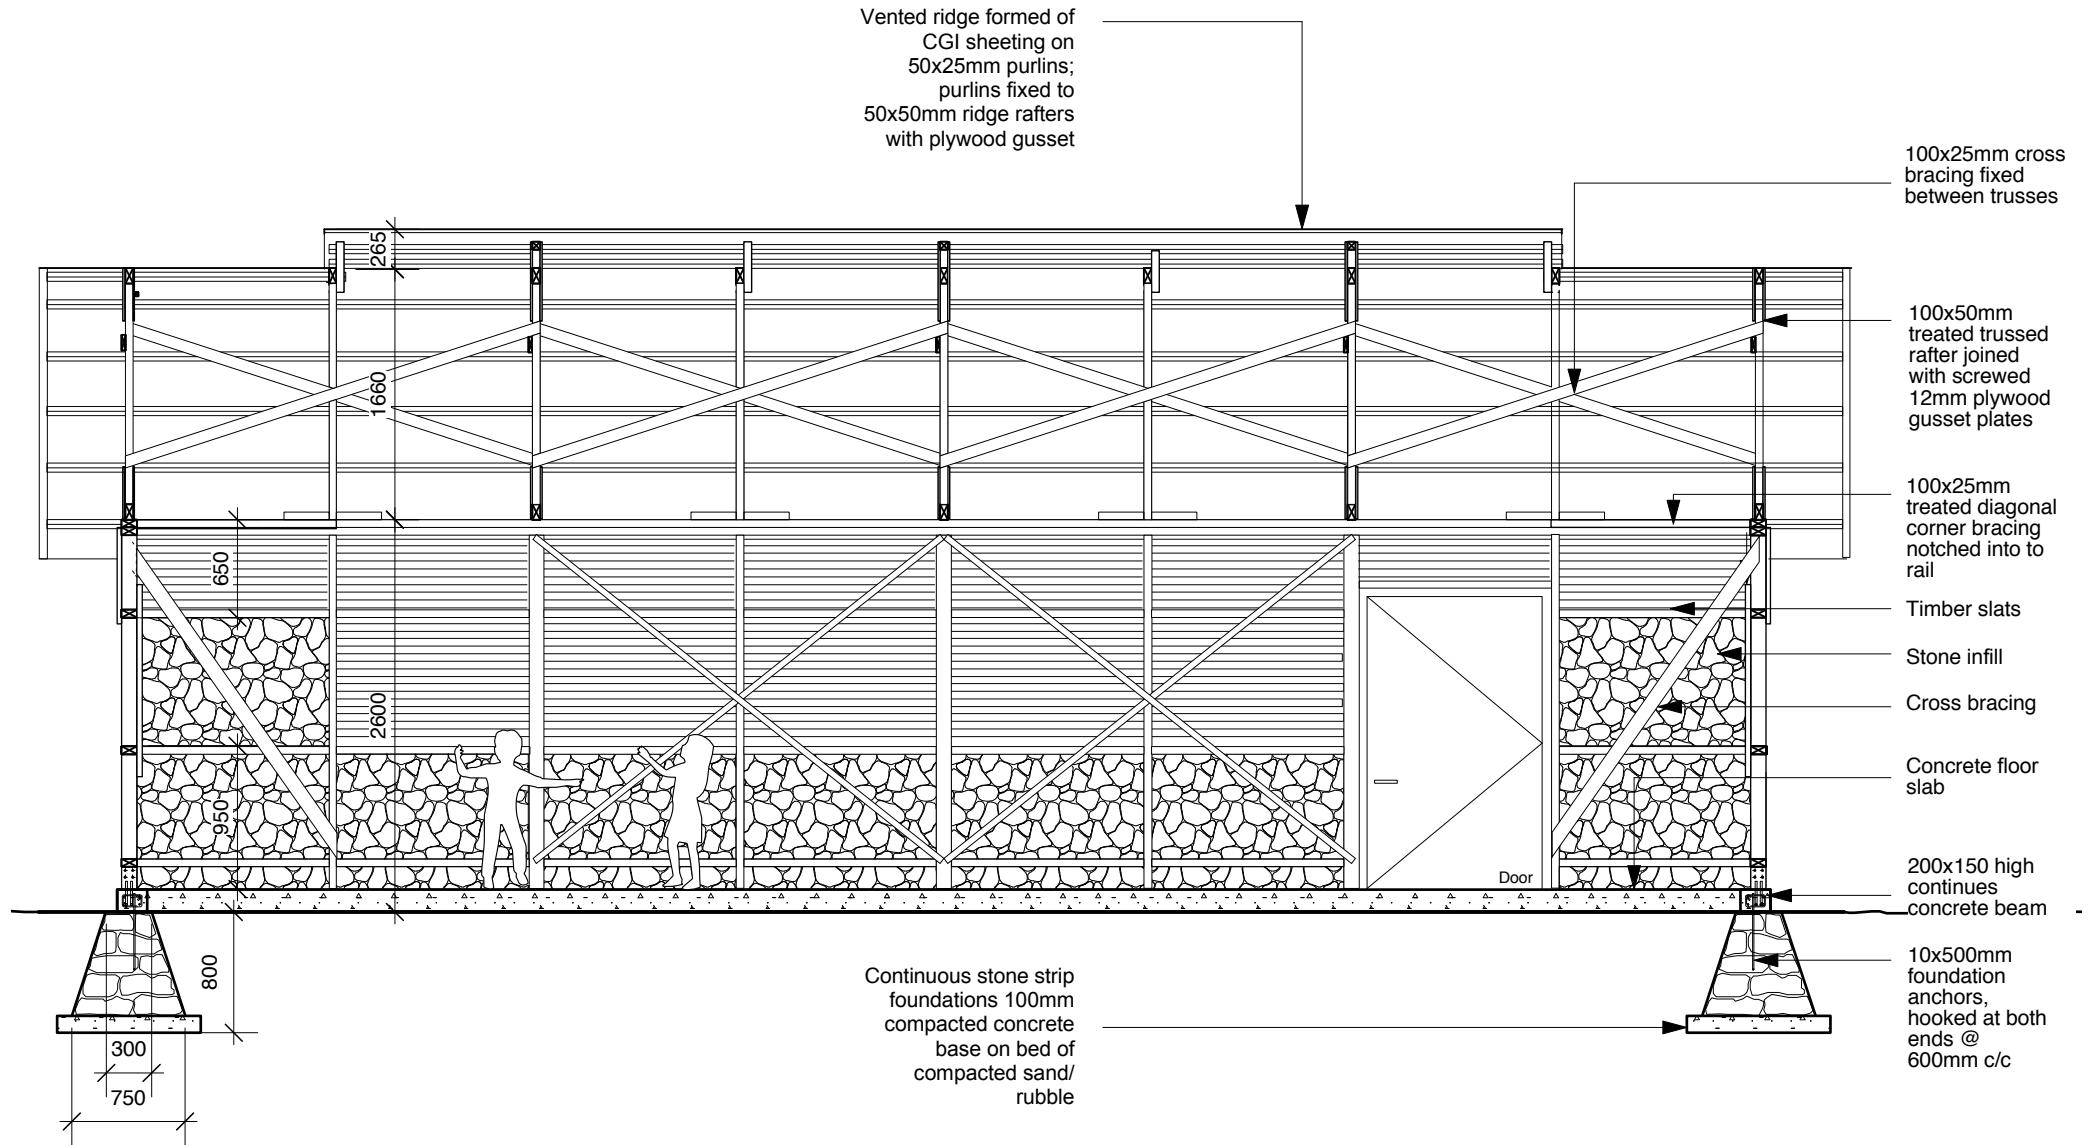 Vented ridge formed of
CGI sheeting on
50x25mm purlins;
purlins fixed to
50x50mm ridge rafters
with plywood gusset
100x25mm cross
bracing fixed
between trusses
265
1660
100x50mm
treated trussed
rafter joined
with screwed
12mm plywood
gusset plates
100x25mm
treated diagonal
corner bracing
notched into to
rail
650
Timber slats
Stone infill
2600
Cross bracing
950
Concrete floor
slab
Door
200x150 high
continues
concrete beam
800
10x500mm
foundation
anchors,
hooked at both
ends @
600mm c/c
Continuous stone strip
foundations 100mm
compacted concrete
base on bed of
compacted sand/
rubble
300
750